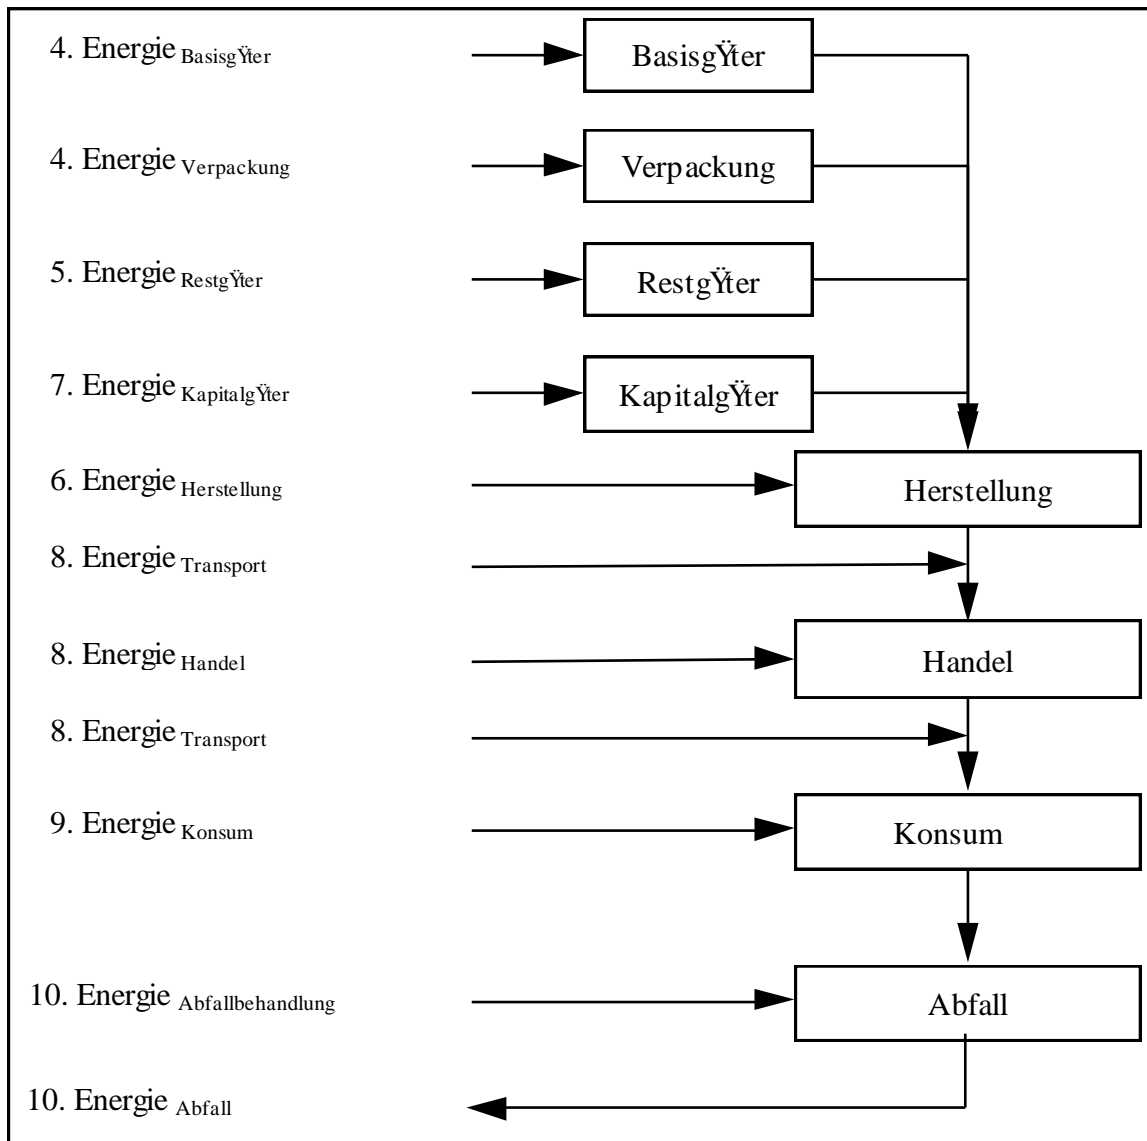 4. Energie BasisgŸter
BasisgŸter
4. Energie Verpackung
Verpackung
5. Energie RestgŸter
RestgŸter
7. Energie KapitalgŸter
KapitalgŸter
6. Energie Herstellung
Herstellung
8. Energie Transport
8. Energie Handel
Handel
8. Energie Transport
9. Energie Konsum
Konsum
10. Energie Abfallbehandlung
Abfall
10. Energie Abfall